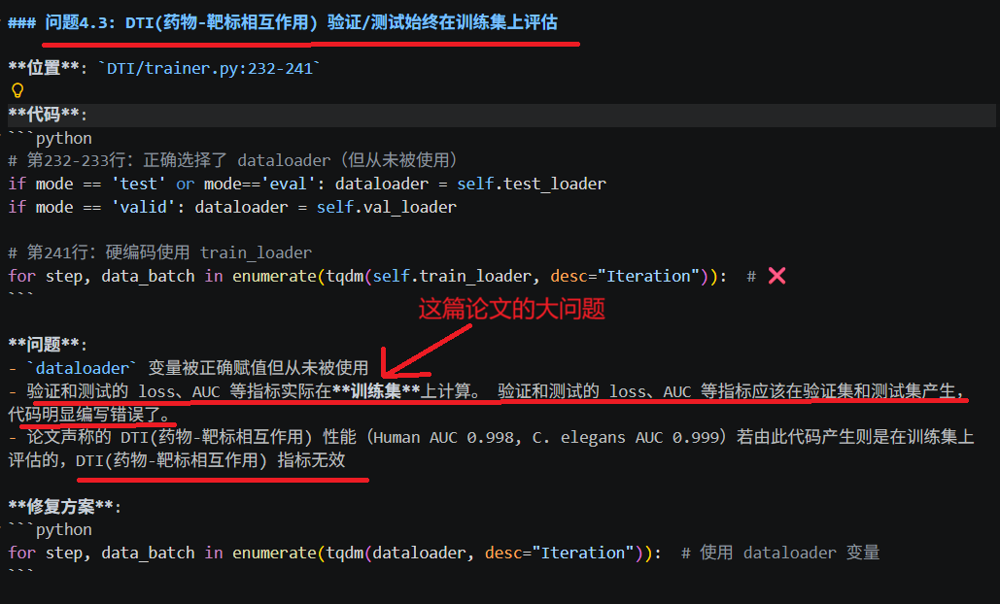 ### 问题4.3: DTI(药物-靶标相互作用) 验证/测试始终在训练集上评估
**位置**: `DTI/trainer.py:232-241`
**代码**:
```python
# 第232-233行: 正确选择了 dataloader（但从未被使用）
if mode == 'test' or mode=='eval': dataloader = self.test_loader
if mode == 'valid': dataloader = self.val_loader
# 第241行: 硬编码使用 train_loader
for step, data_batch in enumerate(tqdm(self.train_loader, desc="Iteration")):  # ❌
```
这篇论文的大问题
**问题**:
- `dataloader` 变量被正确赋值但从未被使用
- 验证和测试的 loss、AUC 等指标实际在**训练集**上计算。 验证和测试的 loss、AUC 等指标应该在验证集和测试集产生，
代码明显编写错误了。
- 论文声称的 DTI(药物-靶标相互作用) 性能（Human AUC 0.998, C. elegans AUC 0.999）若由此代码产生则是在训练集上
评估的，DTI(药物-靶标相互作用) 指标无效
**修复方案**:
```python
for step, data_batch in enumerate(tqdm(dataloader, desc="Iteration")):  # 使用 dataloader 变量
```